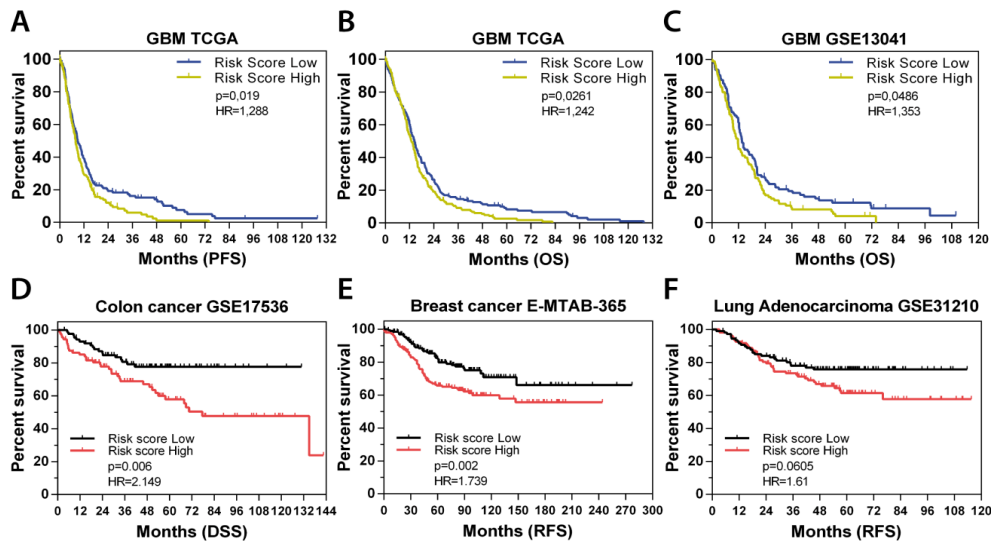 A
GBM TCGA
Percent survival
100
80
60
40
20
0
Risk Score Low
Risk Score High
p=0,019
HR=1,288
0 12 24 36 48 60 72 84 96 108 120 132
Months (PFS)
B
GBM TCGA
Percent survival
100
80
60
40
20
0
Risk Score Low
Risk Score High
p=0,0261
HR=1,242
0 12 24 36 48 60 72 84 96 108 120 132
Months (OS)
C
GBM GSE13041
Percent survival
100
80
60
40
20
0
Risk Score Low
Risk Score High
p=0,0486
HR=1,353
0 12 24 36 48 60 72 84 96 108 120
Months (OS)
D
Colon cancer GSE17536
Percent survival
100
80
60
40
20
0
Risk score Low
Risk score High
p=0.006
HR=2.149
0 12 24 36 48 60 72 84 96 108 120 132 144
Months (DSS)
E
Breast cancer E-MTAB-365
Percent survival
100
80
60
40
20
0
Risk score Low
Risk score High
p=0.002
HR=1.739
0 30 60 90 120 150 180 210 240 270 300
Months (RFS)
F
Lung Adenocarcinoma GSE31210
Percent survival
100
80
60
40
20
0
Risk score Low
Risk score High
p=0.0605
HR=1.61
0 12 24 36 48 60 72 84 96 108 120
Months (RFS)